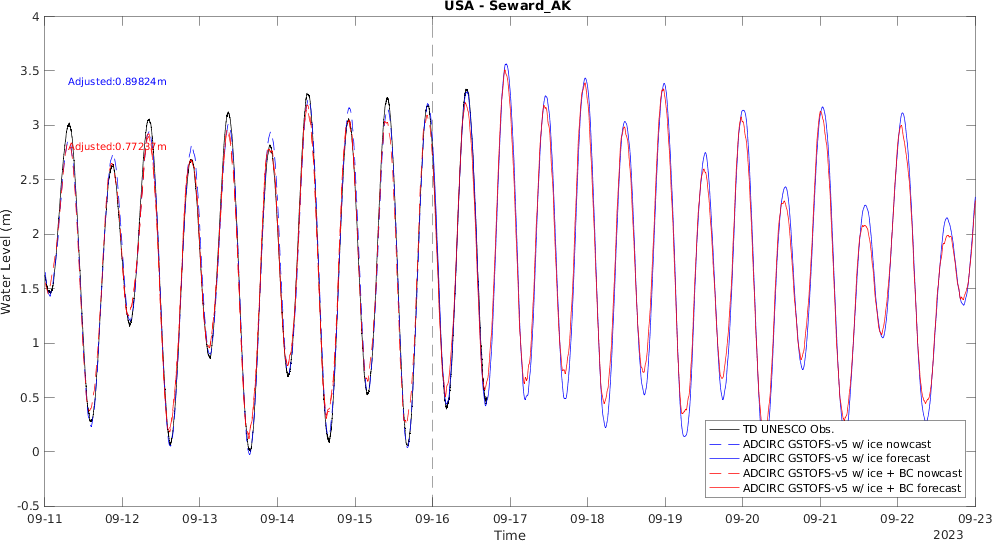 USA - Seward_AK
Adjusted:0.89824m
Adjusted:0.77237m
Water Level (m)
4
3.5
3
2.5
2
1.5
1
0.5
0
-0.5
TD UNESCO Obs.
ADCIRC GSTOFS-v5 w/ ice nowcast
ADCIRC GSTOFS-v5 w/ ice forecast
ADCIRC GSTOFS-v5 w/ ice + BC nowcast
ADCIRC GSTOFS-v5 w/ ice + BC forecast
09-11 09-12 09-13 09-14 09-15 09-16 09-17 09-18 09-19 09-20 09-21 09-22 09-23
Time
2023